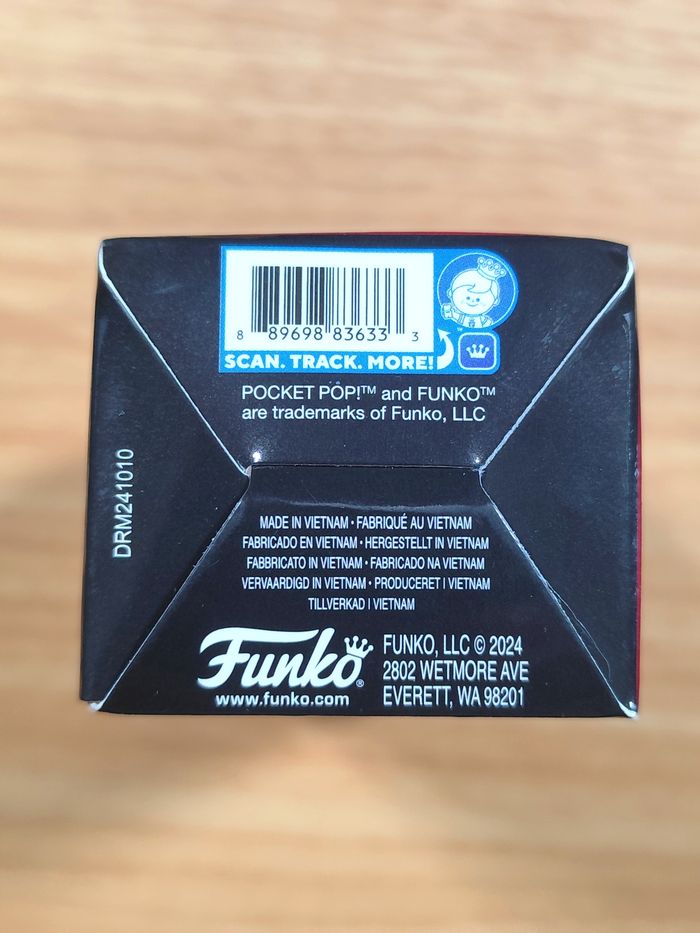 8 89698 83633 3
SCAN. TRACK. MORE!
™
POCKET POP!™ and FUNKO™
are trademarks of Funko, LLC
DRM241010
MADE IN VIETNAM • FABRIQUÉ AU VIETNAM
FABRICADO EN VIETNAM • HERGESTELLT IN VIETNAM
FABBRICATO IN VIETNAM • FABRICADO NA VIETNAM
VERVAARDIGD IN VIETNAM • PRODUCERET I VIETNAM
TILLVERKAD I VIETNAM
Funko®
www.funko.com
FUNKO, LLC © 2024
2802 WETMORE AVE
EVERETT, WA 98201